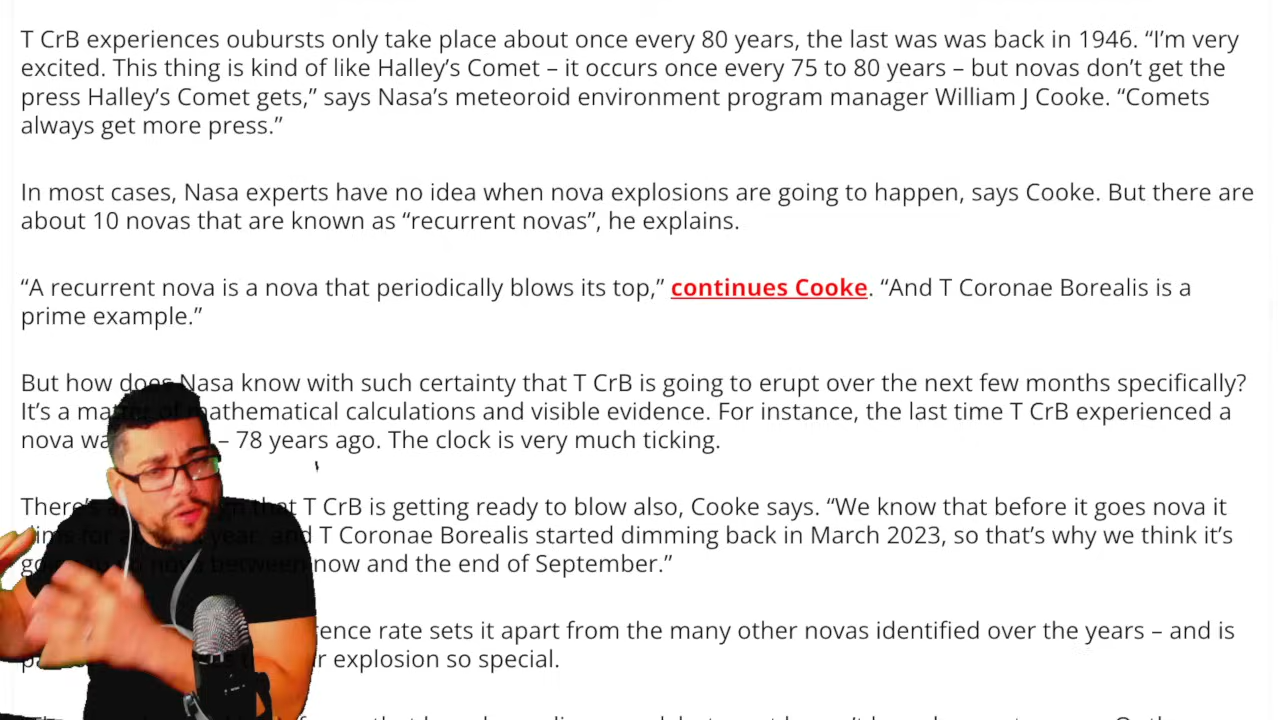 T CrB experiences oubursts only take place about once every 80 years, the last was was back in 1946. “I’m very
excited. This thing is kind of like Halley’s Comet – it occurs once every 75 to 80 years – but novas don’t get the
press Halley’s Comet gets,” says Nasa’s meteoroid environment program manager William J Cooke. “Comets
always get more press.”
In most cases, Nasa experts have no idea when nova explosions are going to happen, says Cooke. But there are
about 10 novas that are known as “recurrent novas”, he explains.
“A recurrent nova is a nova that periodically blows its top,” continues Cooke. “And T Coronae Borealis is a
prime example.”
But how does Nasa know with such certainty that T CrB is going to erupt over the next few months specifically?
It’s a matter of mathematical calculations and visible evidence. For instance, the last time T CrB experienced a
nova – 78 years ago. The clock is very much ticking.
There’s that T CrB is getting ready to blow also, Cooke says. “We know that before it goes nova it
and T Coronae Borealis started dimming back in March 2023, so that’s why we think it’s
nova between now and the end of September.”
rate sets it apart from the many other novas identified over the years – and is
explosion so special.